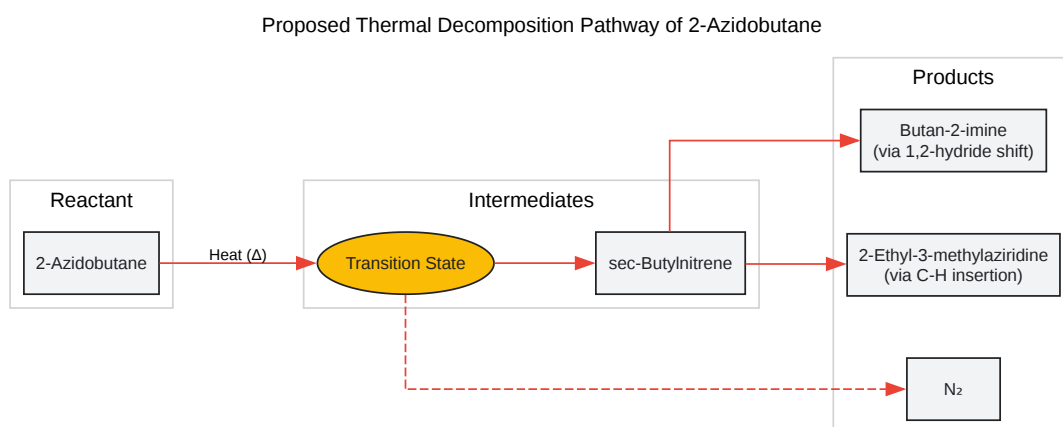 Proposed Thermal Decomposition Pathway of 2-Azidobutane
Products
Butan-2-imine
(via 1,2-hydride shift)
Reactant
Intermediates
2-Azidobutane
Heat (Δ)
Transition State
sec-Butylnitrene
2-Ethyl-3-methylaziridine
(via C-H insertion)
N₂